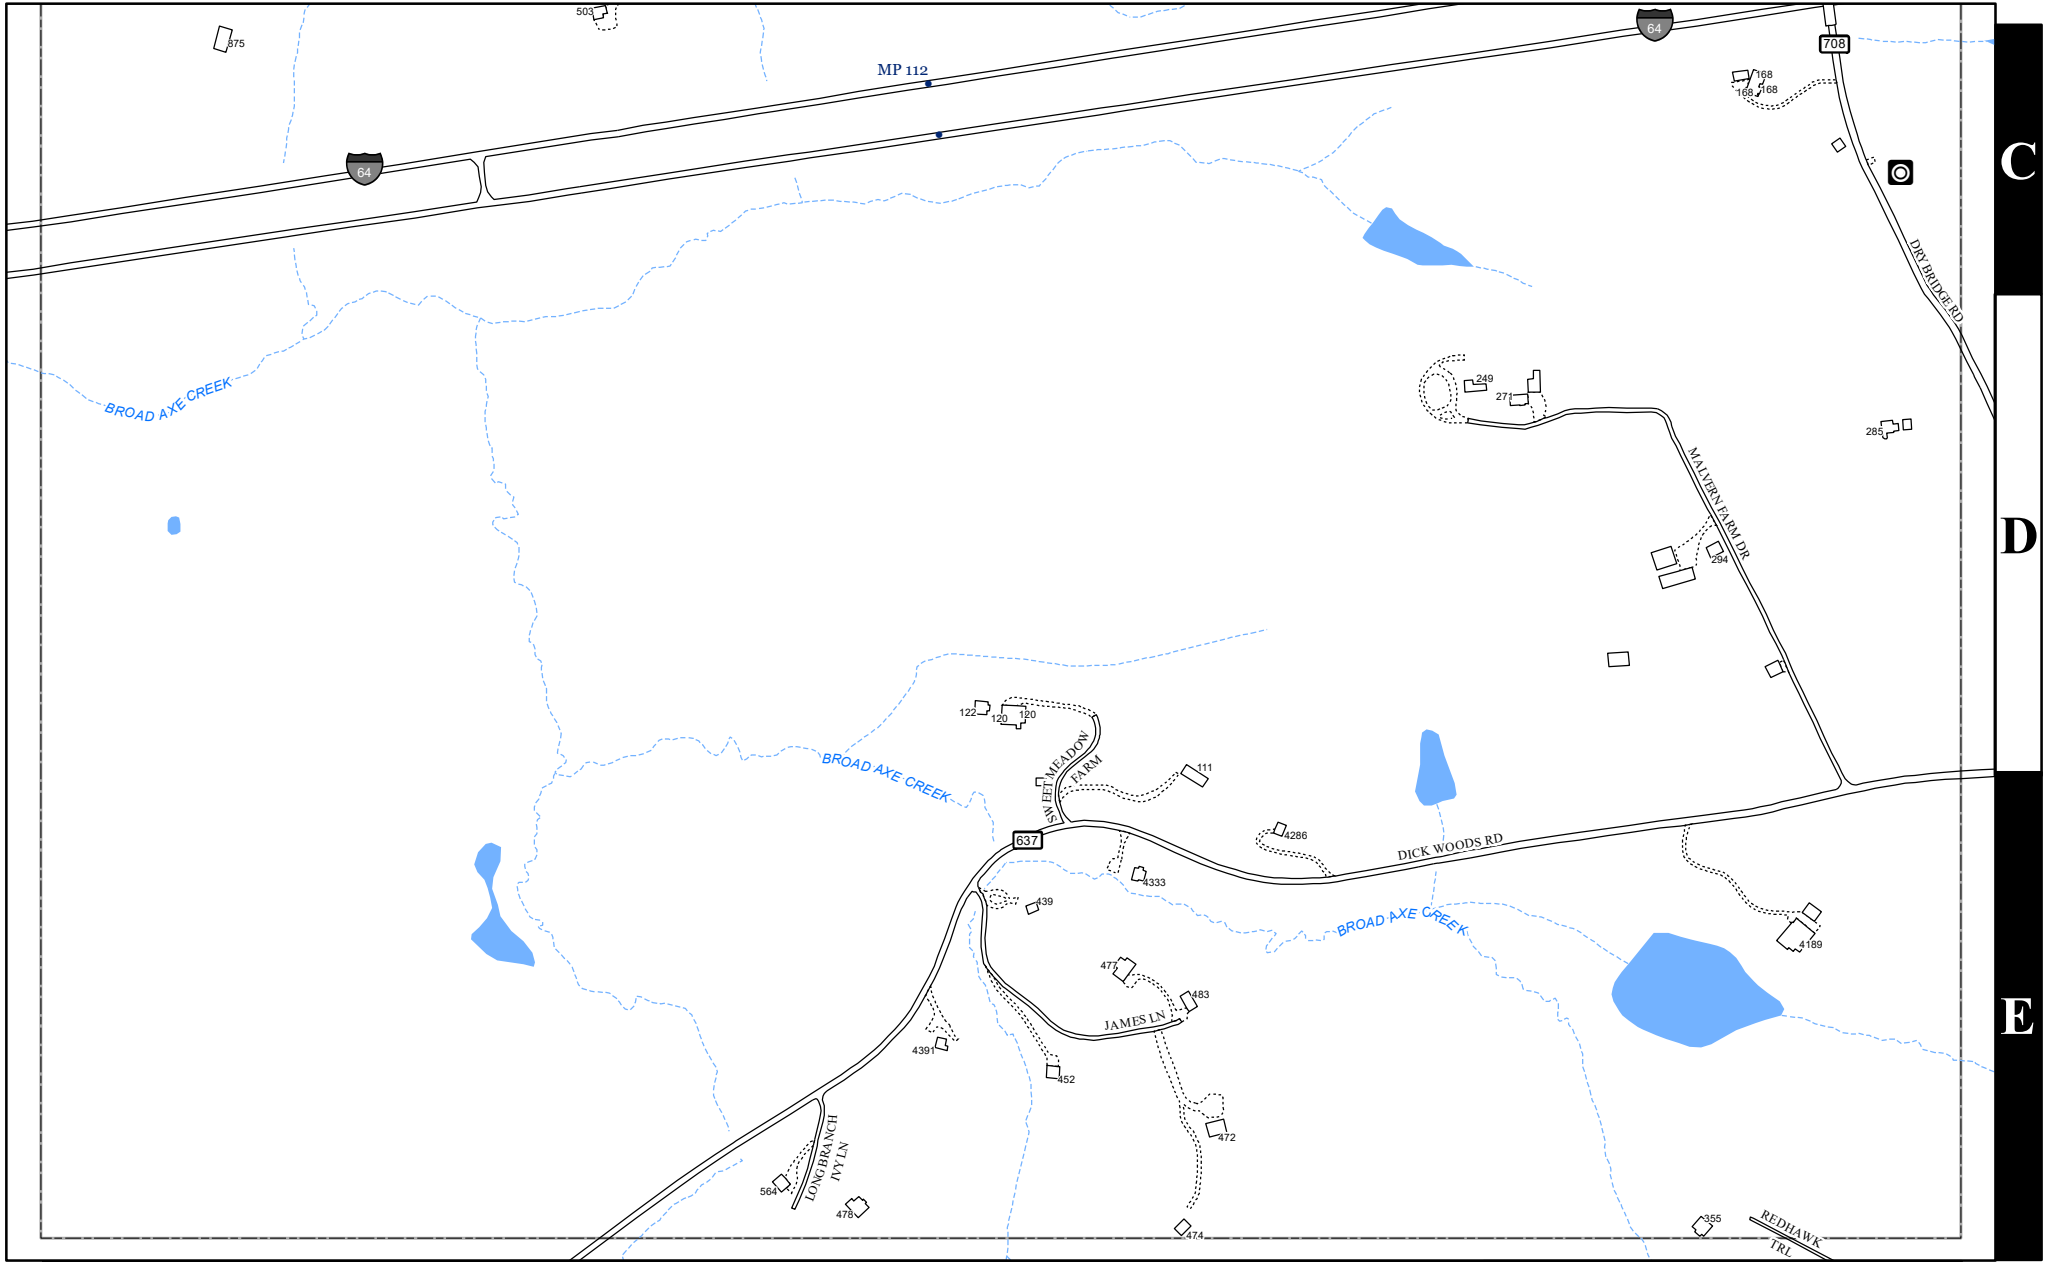 503
875
64
708
MP 112
168
168
168
64
C
DRY BRIDGE RD
BROAD AXE CREEK
249
271
285
MALVERN FARM DR
D
294
122
120
120
SWEET MEADOW
FARM
111
BROAD AXE CREEK
637
4286
DICK WOODS RD
4333
439
BROAD AXE CREEK
4189
477
483
JAMES LN
E
4391
452
472
LONG BRANCH
IVY LN
564
478
474
355
REDHAWK
TRL